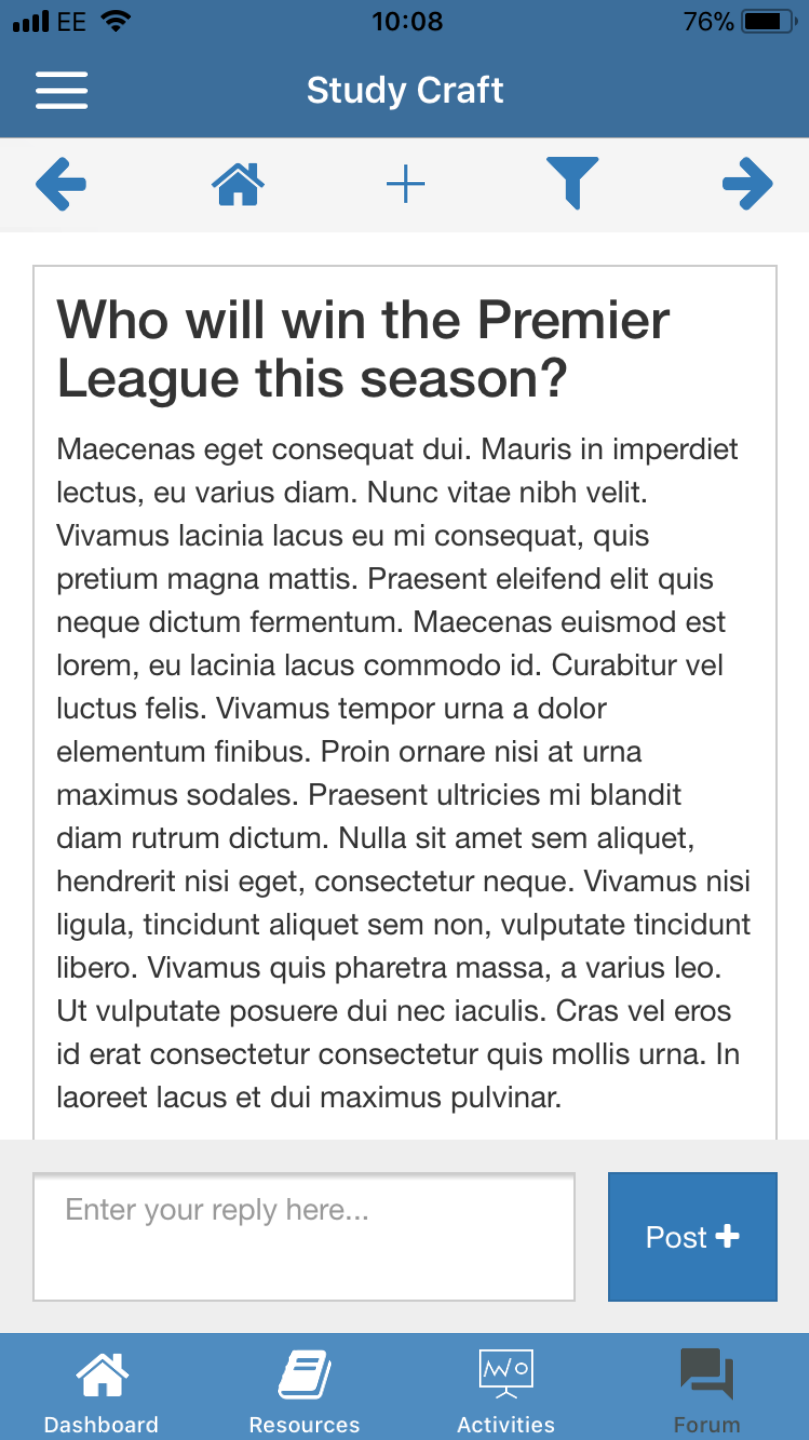 EE 10:08 76%
Study Craft
Who will win the Premier
League this season?
Maecenas eget consequat dui. Mauris in imperdiet
lectus, eu varius diam. Nunc vitae nibh velit.
Vivamus lacinia lacus eu mi consequat, quis
pretium magna mattis. Praesent eleifend elit quis
neque dictum fermentum. Maecenas euismod est
lorem, eu lacinia lacus commodo id. Curabitur vel
luctus felis. Vivamus tempor urna a dolor
elementum finibus. Proin ornare nisi at urna
maximus sodales. Praesent ultricies mi blandit
diam rutrum dictum. Nulla sit amet sem aliquet,
hendrerit nisi eget, consectetur neque. Vivamus nisi
ligula, tincidunt aliquet sem non, vulputate tincidunt
libero. Vivamus quis pharetra massa, a varius leo.
Ut vulputate posuere dui nec iaculis. Cras vel eros
id erat consectetur consectetur quis mollis urna. In
laoreet lacus et dui maximus pulvinar.
Enter your reply here...
Post
Dashboard Resources Activities Forum